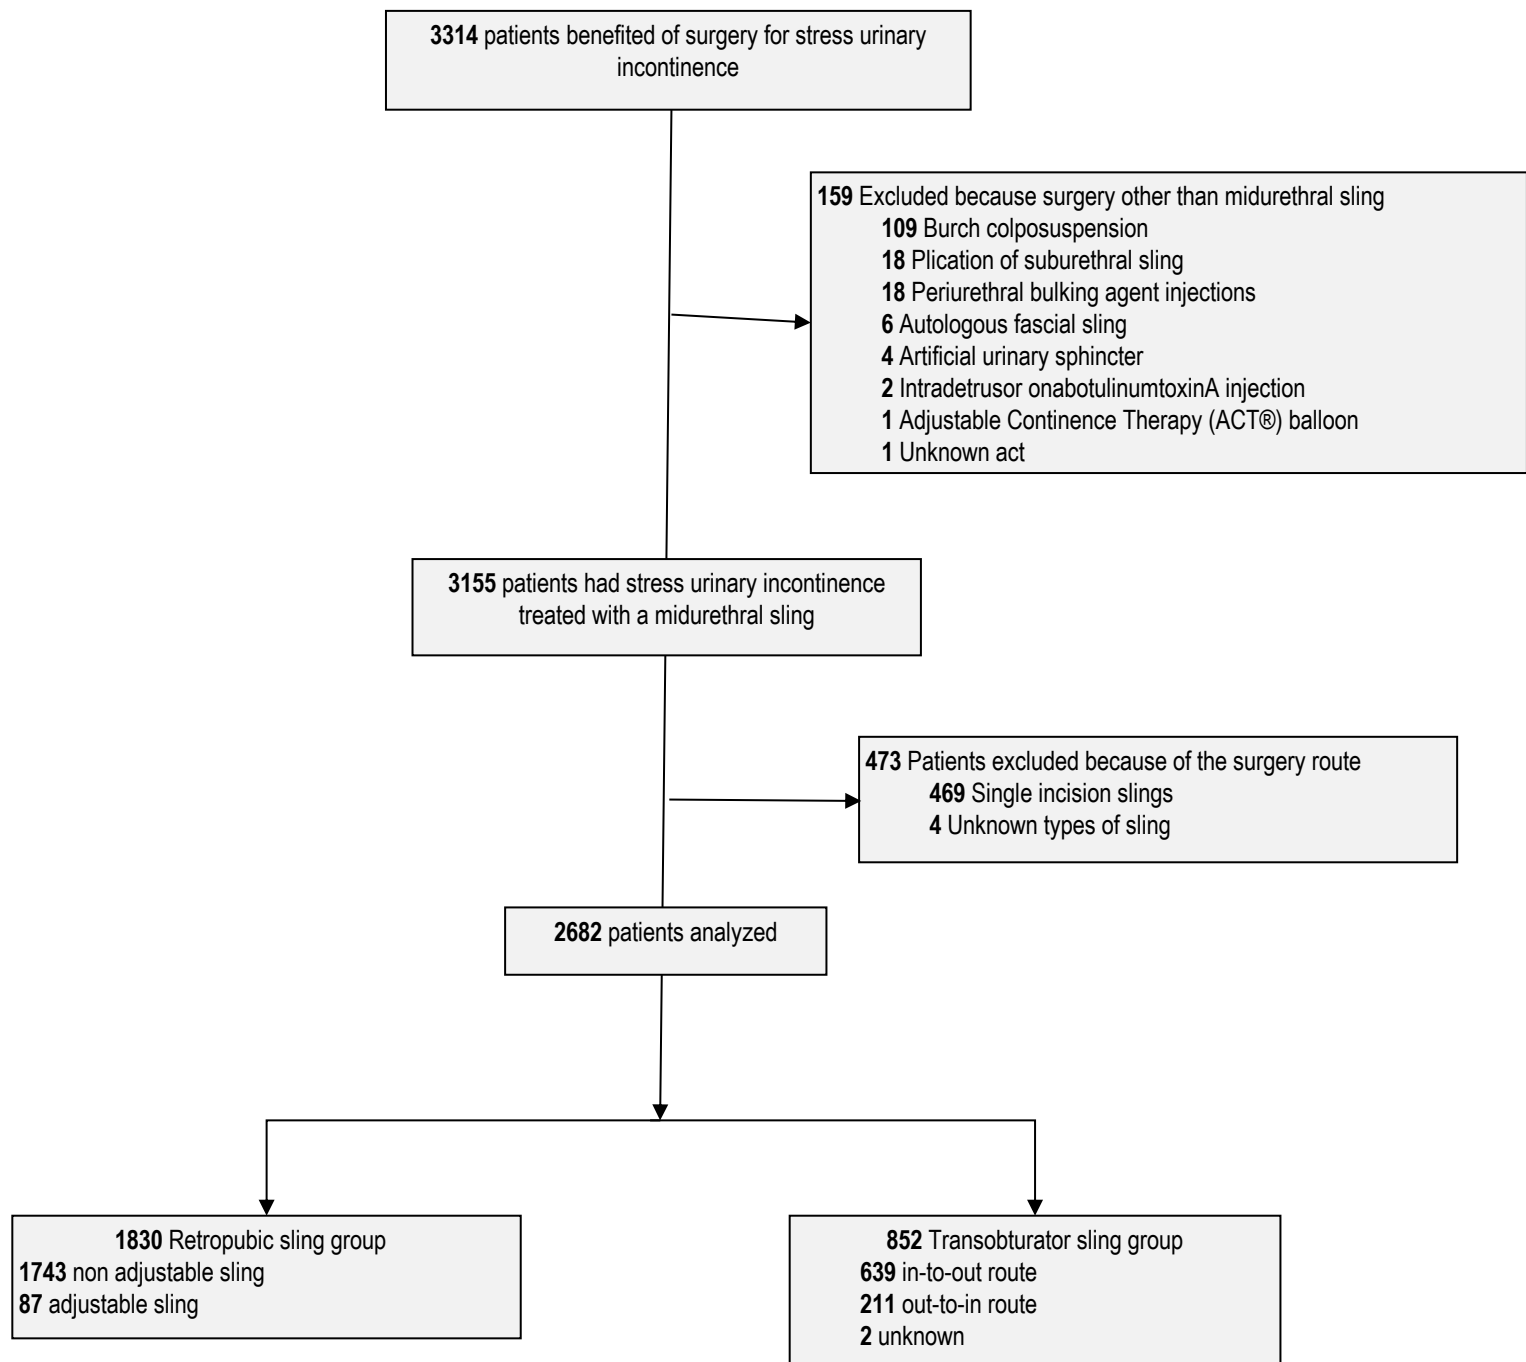 3314 patients benefited of surgery for stress urinary
incontinence
159 Excluded because surgery other than midurethral sling
109 Burch colposuspension
18 Plication of suburethral sling
18 Periurethral bulking agent injections
6 Autologous fascial sling
4 Artificial urinary sphincter
2 Intradetrusor onabotulinumtoxinA injection
1 Adjustable Continence Therapy (ACT®) balloon
1 Unknown act
3155 patients had stress urinary incontinence
treated with a midurethral sling
473 Patients excluded because of the surgery route
469 Single incision slings
4 Unknown types of sling
2682 patients analyzed
1830 Retropubic sling group
1743 non adjustable sling
87 adjustable sling
852 Transobturator sling group
639 in-to-out route
211 out-to-in route
2 unknown